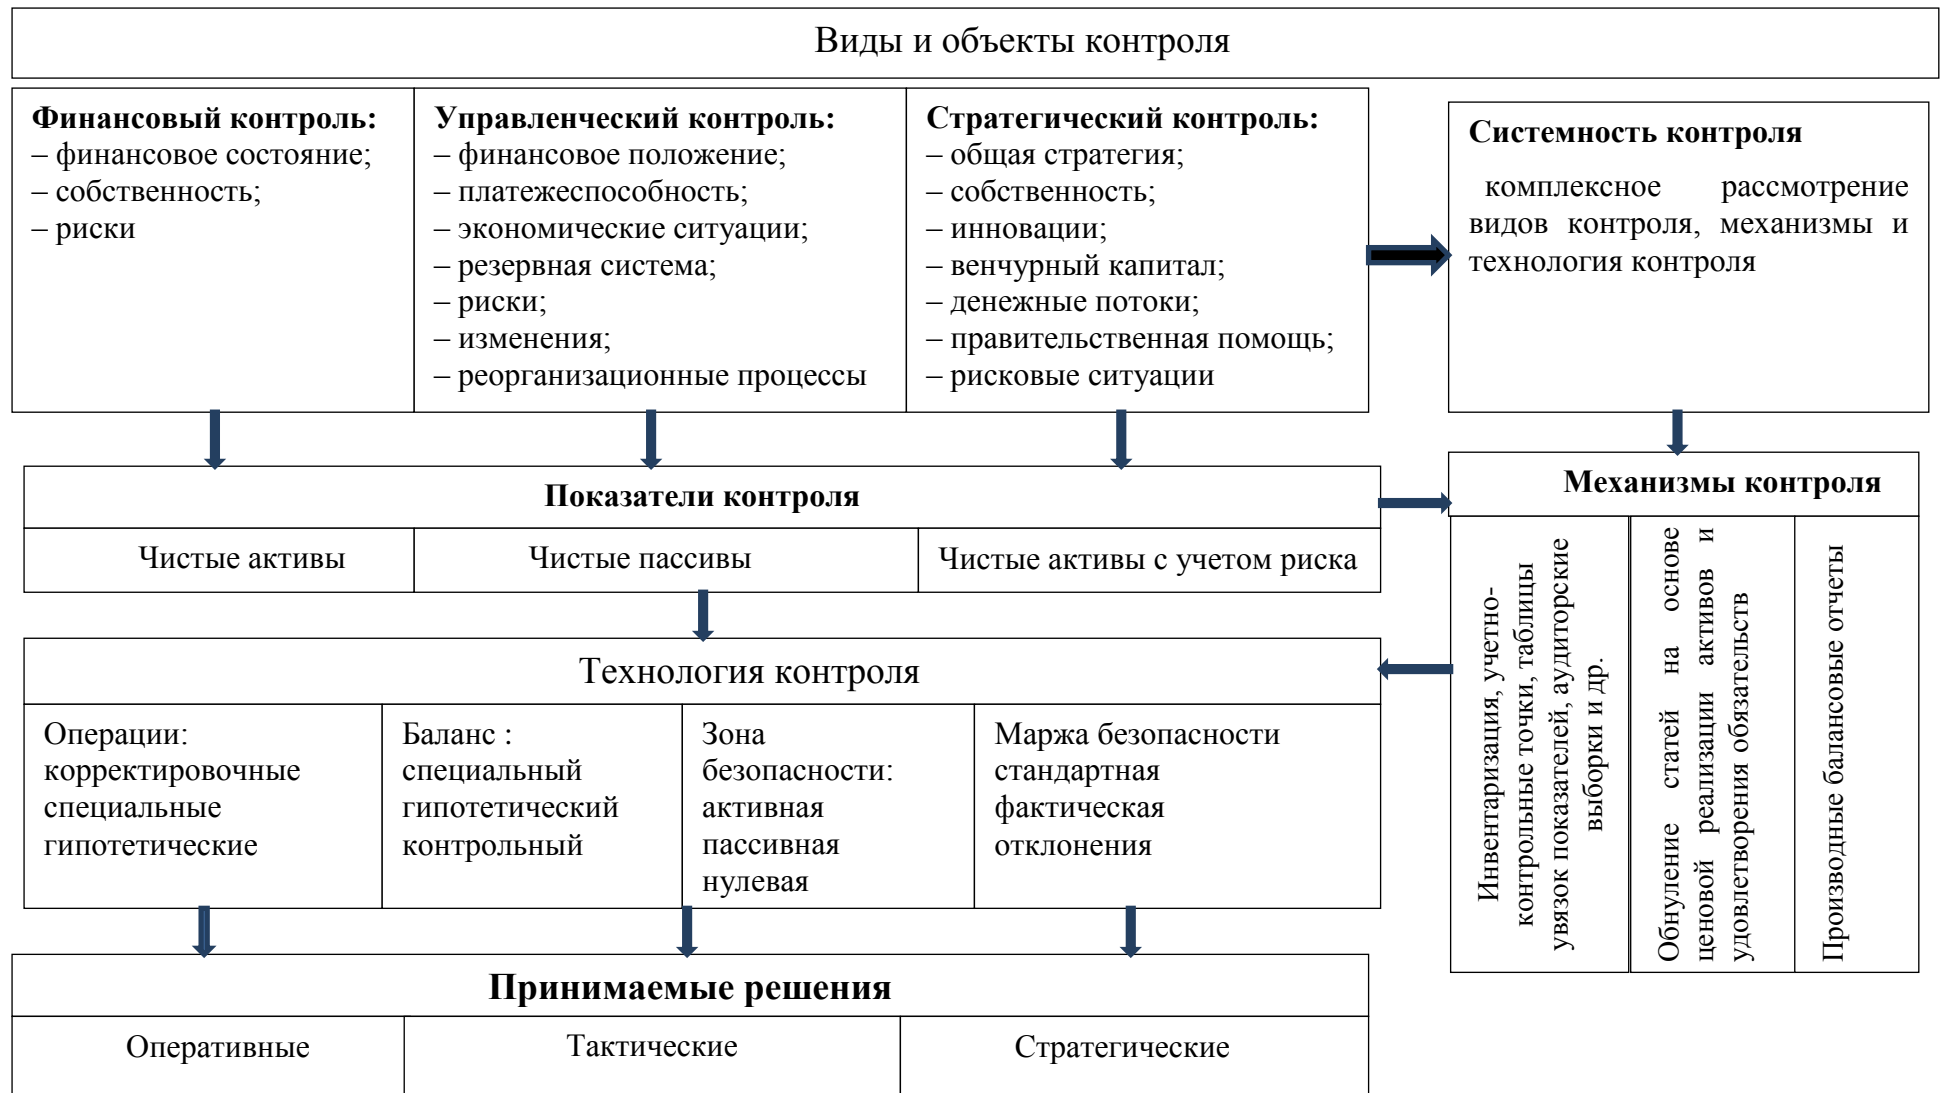 Виды и объекты контроля
Финансовый контроль:
– финансовое состояние;
– собственность;
– риски
Управленческий контроль:
– финансовое положение;
– платежеспособность;
– экономические ситуации;
– резервная система;
– риски;
– изменения;
– реорганизационные процессы
Стратегический контроль:
– общая стратегия;
– собственность;
– инновации;
– венчурный капитал;
– денежные потоки;
– правительственная помощь;
– рисковые ситуации
Системность контроля
комплексное рассмотрение
видов контроля, механизмы и
технология контроля
Показатели контроля
Чистые активы
Чистые пассивы
Чистые активы с учетом риска
Механизмы контроля
Инвентаризация, учетно-
контрольные точки, таблицы
увязок показателей, аудиторские
выборки и др.
Обнуление статей на основе
ценовой реализации активов и
удовлетворения обязательств
Производные балансовые отчеты
Технология контроля
Операции:
корректировочные
специальные
гипотетические
Баланс :
специальный
гипотетический
контрольный
Зона
безопасности:
активная
пассивная
нулевая
Маржа безопасности
стандартная
фактическая
отклонения
Принимаемые решения
Оперативные
Тактические
Стратегические